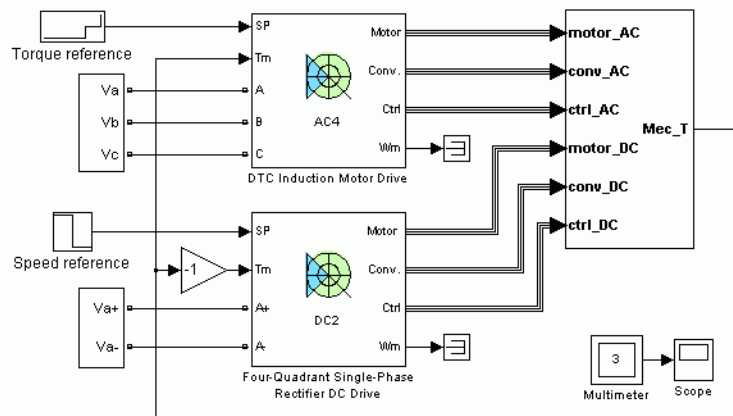 Torque reference
SP
Tm
A
B
C
Motor
Conv.
Ctrl
Wm
AC4
DTC Induction Motor Drive
Va
Vb
Vc
motor_AC
conv_AC
ctrl_AC
motor_DC
conv_DC
ctrl_DC
Mec_T
Speed reference
-1
SP
Tm
A+
A-
Motor
Conv.
Ctrl
Wm
DC2
Four-Quadrant Single-Phase
Rectifier DC Drive
Va+
Va-
3
Multimeter
Scope